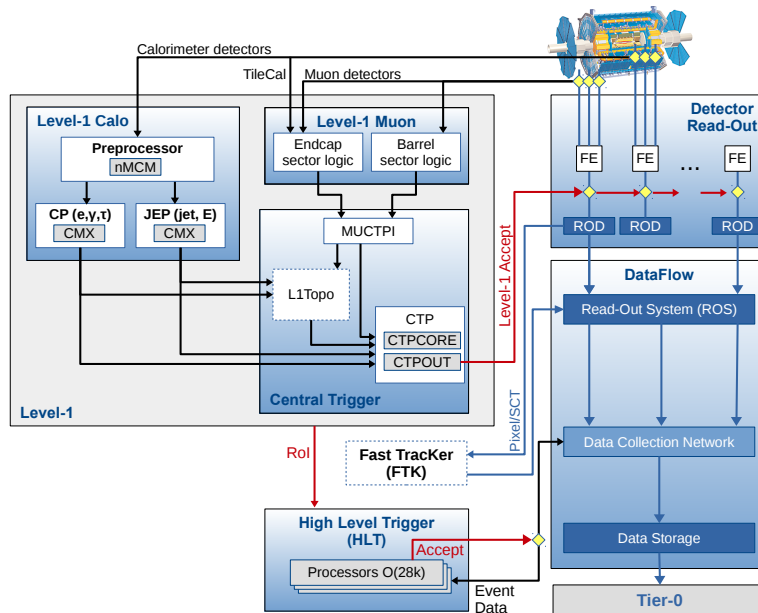 Calorimeter detectors
TileCal
Muon detectors
Level-1 Calo
Preprocessor
nMCM
CP (e,γ,τ)
CMX
JEP (jet, E)
CMX
Level-1 Muon
Endcap
sector logic
Barrel
sector logic
MUCTPI
L1Topo
CTP
CTPCORE
CTPOUT
Central Trigger
Level-1
Level-1 Accept
Detector
Read-Out
FE
FE
...
FE
ROD
ROD
ROD
DataFlow
Read-Out System (ROS)
Data Collection Network
Data Storage
Tier-0
Pixel/SCT
Fast TracKer
(FTK)
RoI
High Level Trigger
(HLT)
Accept
Processors O(28k)
Event
Data